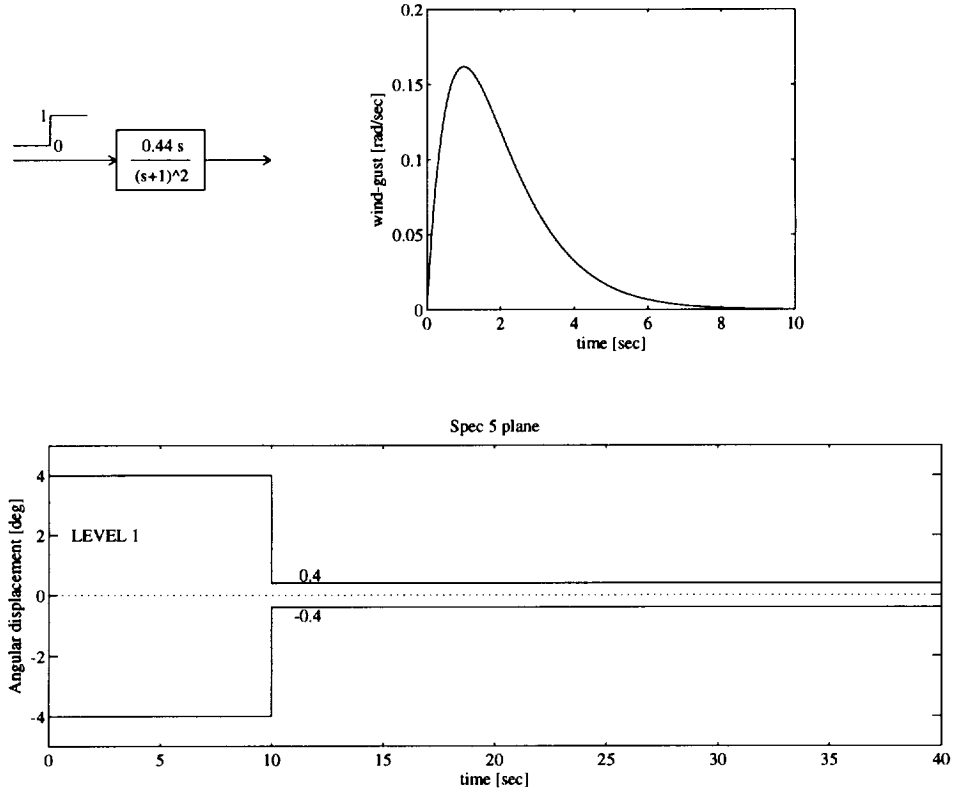 1
0
0.44 s
(s+1)^2
0.2
0.15
0.1
0.05
0
wind-gust [rad/sec]
0 2 4 6 8 10
time [sec]
Spec 5 plane
4
2
0
-2
-4
Angular displacement [deg]
LEVEL 1
0.4
-0.4
0 5 10 15 20 25 30 35 40
time [sec]